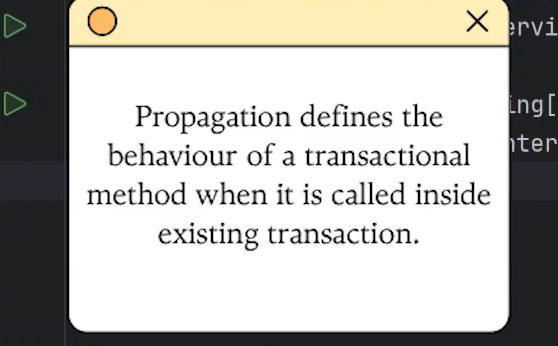 Propagation defines the
behaviour of a transactional
method when it is called inside
existing transaction.